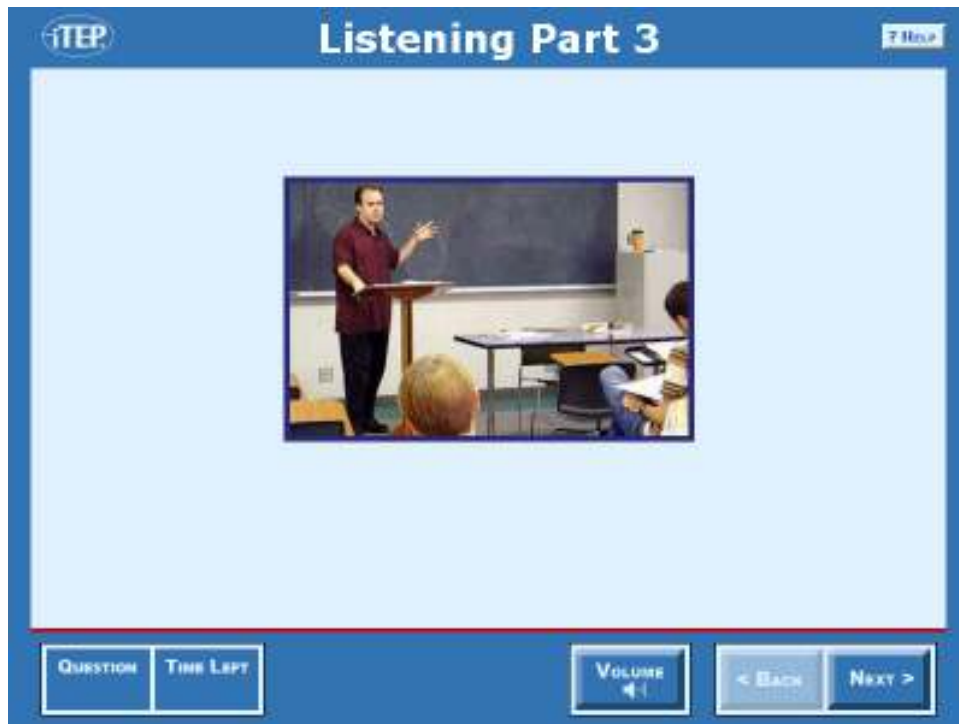 iTEP
Listening Part 3
? HELP
QUESTION
TIME LEFT
VOLUME
< BACK
NEXT >